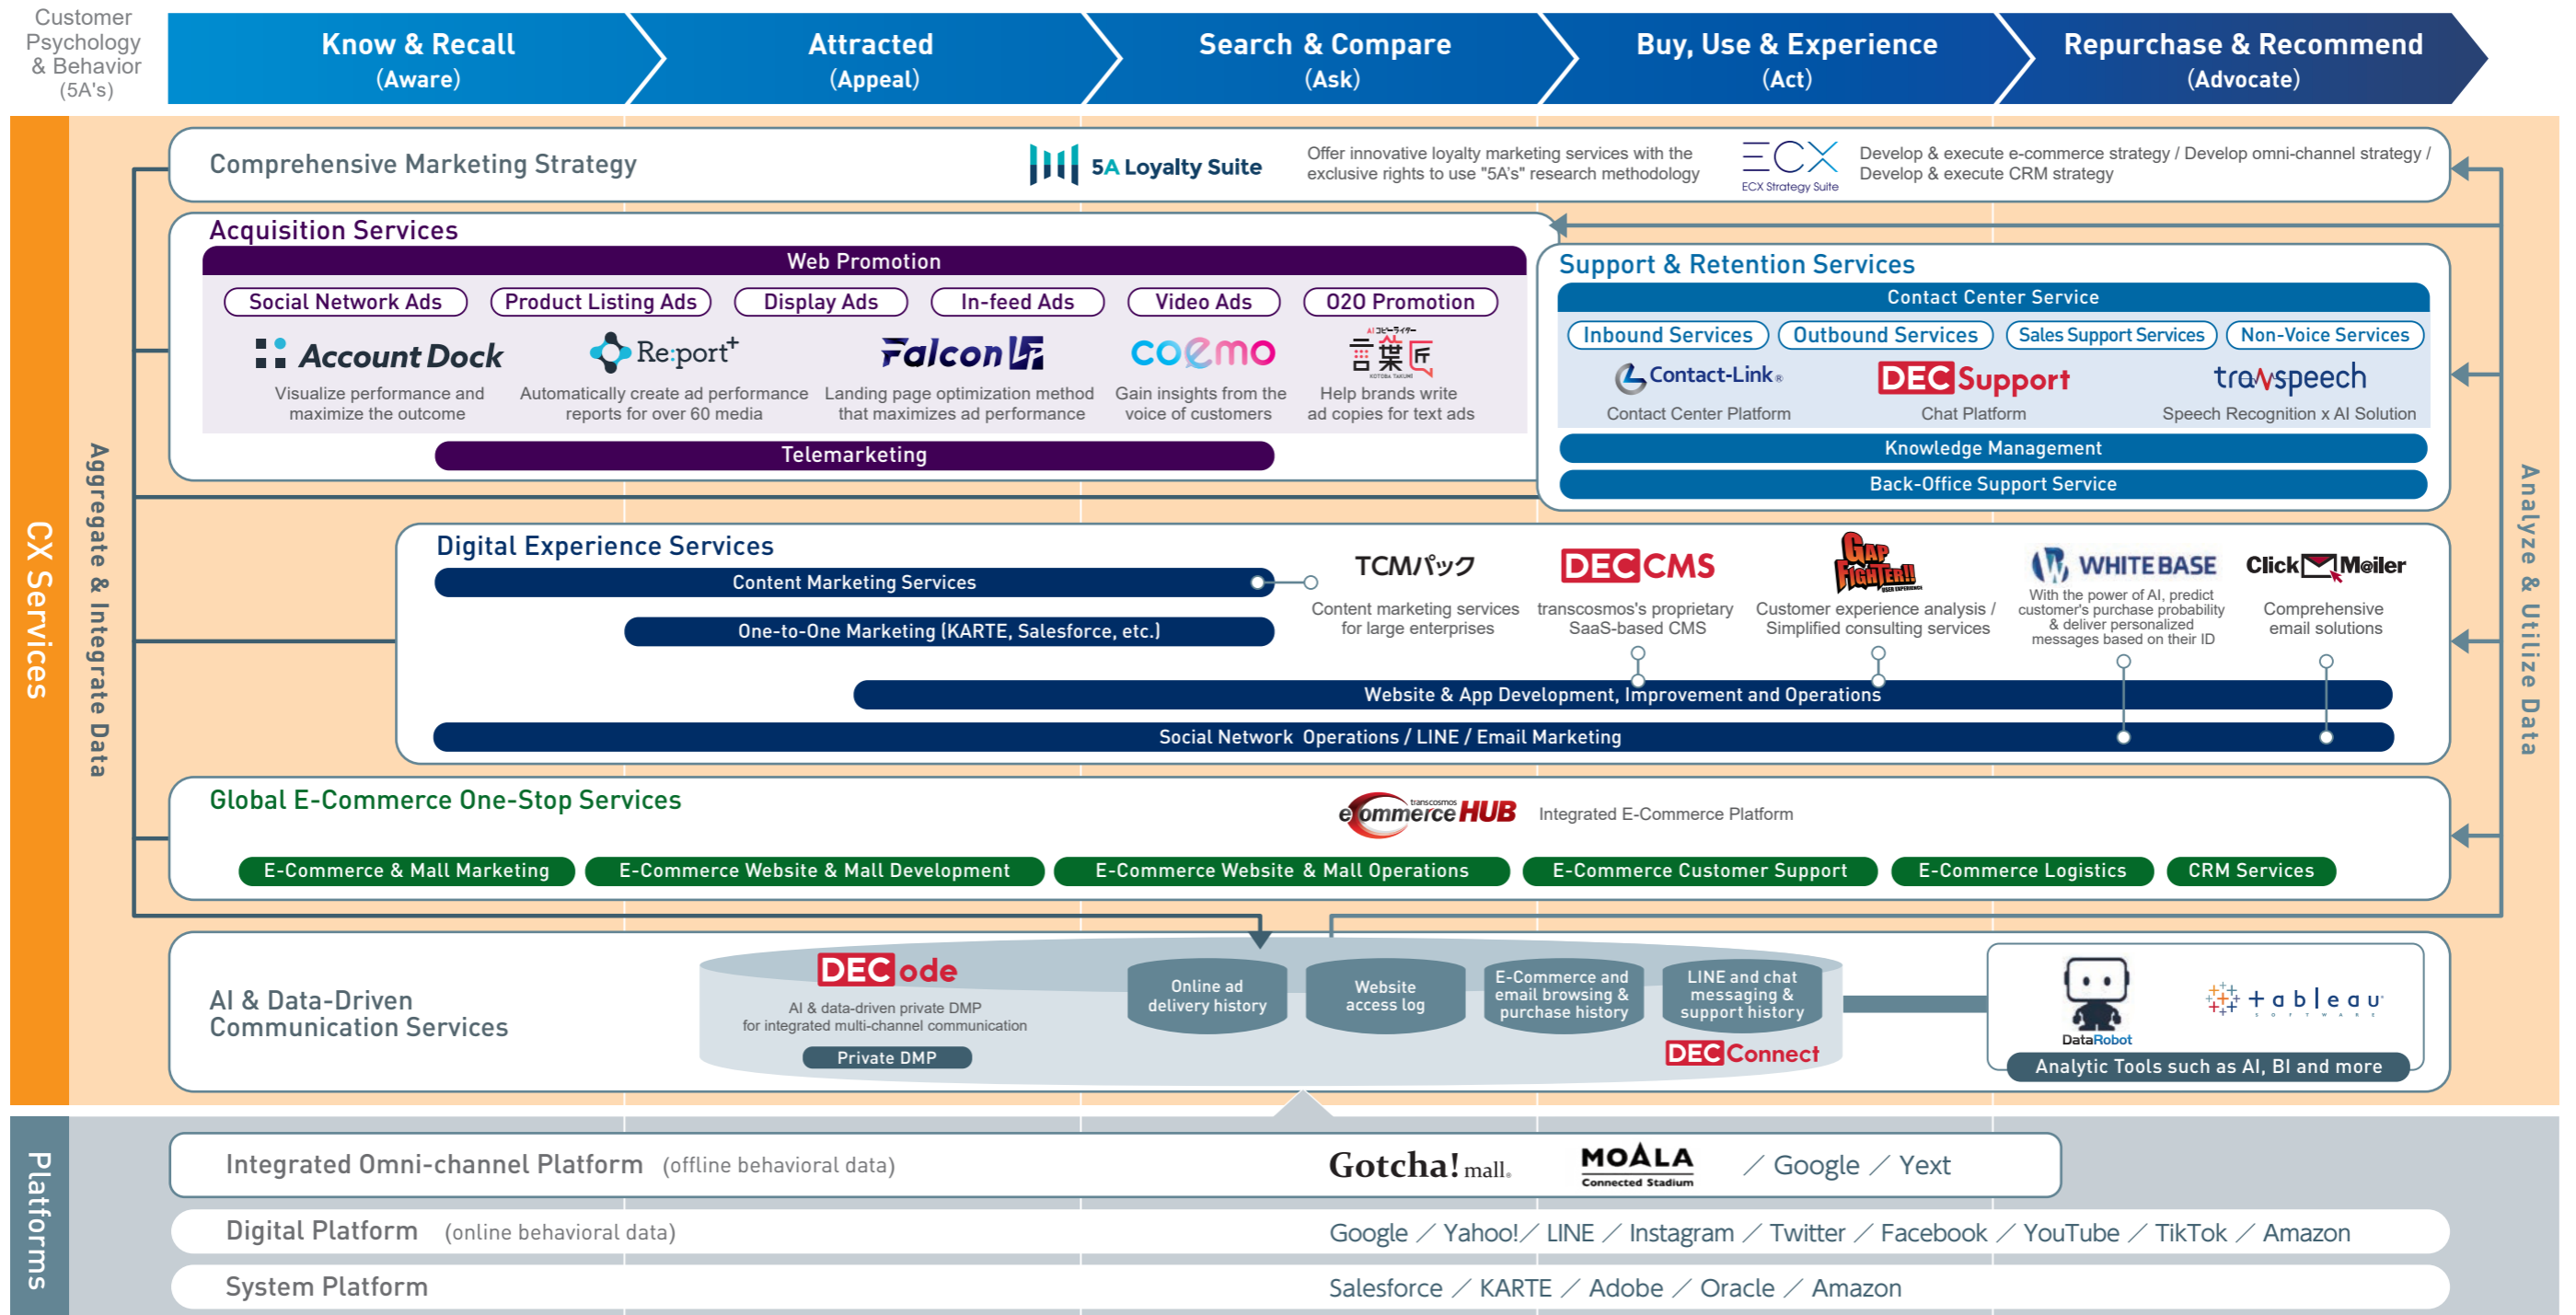 Customer
Psychology
& Behavior
(5A's)
Know & Recall
(Aware)
Attracted
(Appeal)
Search & Compare
(Ask)
Buy, Use & Experience
(Act)
Repurchase & Recommend
(Advocate)
CX Services
Aggregate & Integrate Data
Analyze & Utilize Data
Comprehensive Marketing Strategy
5A Loyalty Suite
Offer innovative loyalty marketing services with the
exclusive rights to use "5A's" research methodology
ECX
ECX Strategy Suite
Develop & execute e-commerce strategy / Develop omni-channel strategy /
Develop & execute CRM strategy
Acquisition Services
Web Promotion
Social Network Ads
Product Listing Ads
Display Ads
In-feed Ads
Video Ads
O2O Promotion
Account Dock
Visualize performance and
maximize the outcome
Re:port+
Automatically create ad performance
reports for over 60 media
Falcon
Landing page optimization method
that maximizes ad performance
coemo
Gain insights from the
voice of customers
AIコピーライター
言葉匠
KOTOBA TAKUMI
Help brands write
ad copies for text ads
Telemarketing
Support & Retention Services
Contact Center Service
Inbound Services
Outbound Services
Sales Support Services
Non-Voice Services
Contact-Link®
Contact Center Platform
DEC Support
Chat Platform
transpeech
Speech Recognition x AI Solution
Knowledge Management
Back-Office Support Service
Digital Experience Services
Content Marketing Services
One-to-One Marketing (KARTE, Salesforce, etc.)
TCMパック
Content marketing services
for large enterprises
DEC CMS
transcosmos's proprietary
SaaS-based CMS
GAP
FIGHTER!!
USER EXPERIENCE
Customer experience analysis /
Simplified consulting services
WHITEBASE
With the power of AI, predict
customer's purchase probability
& deliver personalized
messages based on their ID
Click M@iler
Comprehensive
email solutions
Website & App Development, Improvement and Operations
Social Network Operations / LINE / Email Marketing
Global E-Commerce One-Stop Services
transcosmos
eCommerce HUB
Integrated E-Commerce Platform
E-Commerce & Mall Marketing
E-Commerce Website & Mall Development
E-Commerce Website & Mall Operations
E-Commerce Customer Support
E-Commerce Logistics
CRM Services
AI & Data-Driven
Communication Services
DECode
AI & data-driven private DMP
for integrated multi-channel communication
Private DMP
Online ad
delivery history
Website
access log
E-Commerce and
email browsing &
purchase history
LINE and chat
messaging &
support history
DEC Connect
DataRobot
tableau
SOFTWARE
Analytic Tools such as AI, BI and more
Platforms
Integrated Omni-channel Platform (offline behavioral data)
Gotcha! mall®
MOALA
Connected Stadium
／ Google ／ Yext
Digital Platform (online behavioral data)
Google ／ Yahoo!／ LINE ／ Instagram ／ Twitter ／ Facebook ／ YouTube ／ TikTok ／ Amazon
System Platform
Salesforce ／ KARTE ／ Adobe ／ Oracle ／ Amazon